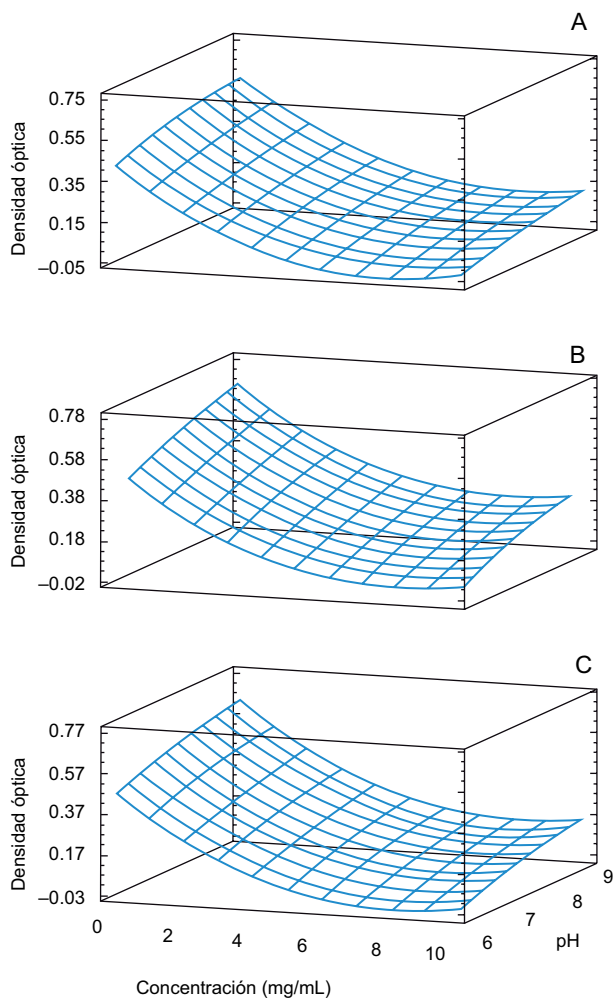 A
Densidad óptica
0.75
0.55
0.35
0.15
–0.05
B
Densidad óptica
0.78
0.58
0.38
0.18
–0.02
C
Densidad óptica
0.77
0.57
0.37
0.17
–0.03
0 2 4 6 8 10
Concentración (mg/mL)
6 7 8 9
pH